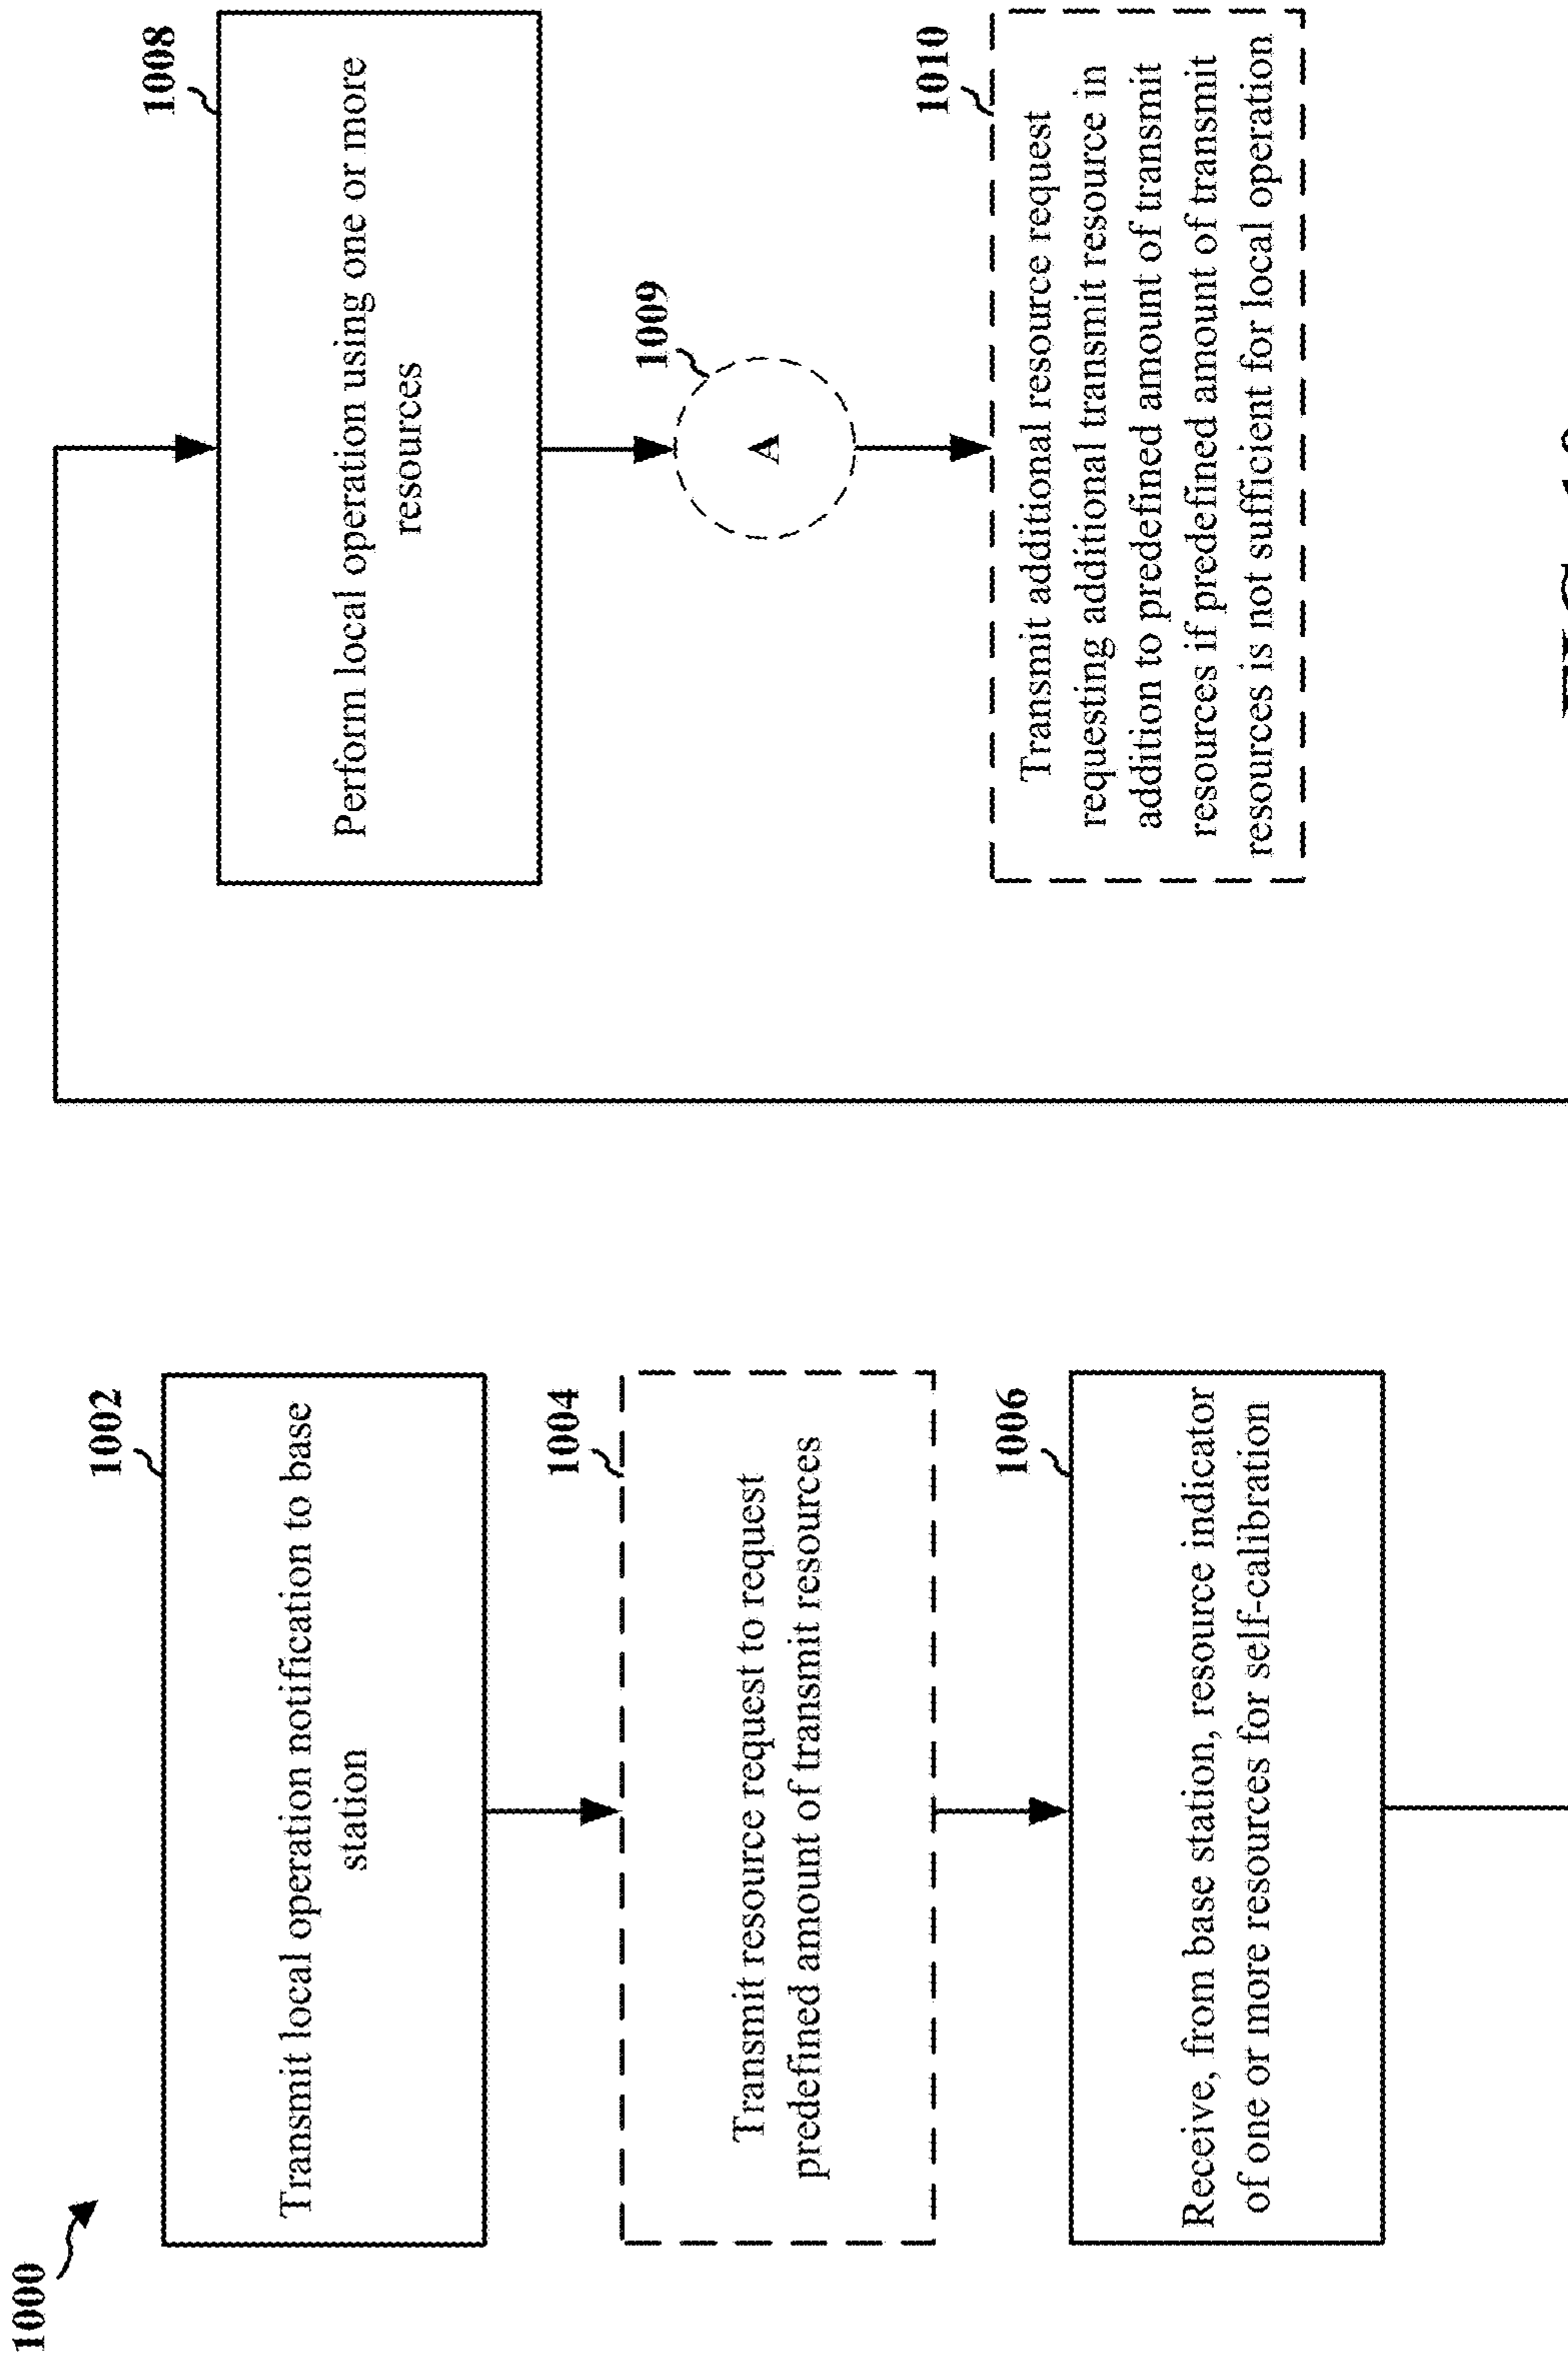 1000
1002
Transmit local operation notification to base
station
1004
Transmit resource request to request
predefined amount of transmit resources
1006
Receive, from base station, resource indicator
of one or more resources for self-calibration
1008
Perform local operation using one or more
resources
1009
A
1010
Transmit additional resource request
requesting additional transmit resource in
addition to predefined amount of transmit
resources if predefined amount of transmit
resources is not sufficient for local operation